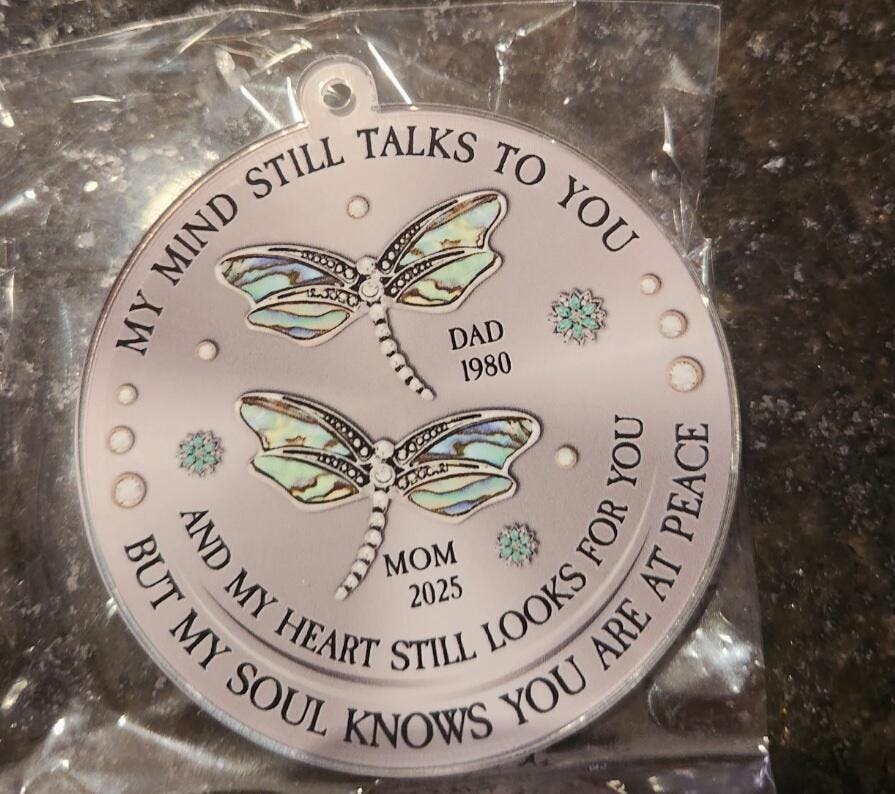 MY MIND STILL TALKS TO YOU
DAD
1980
MOM
2025
AND MY HEART STILL LOOKS FOR YOU
BUT MY SOUL KNOWS YOU ARE AT PEACE